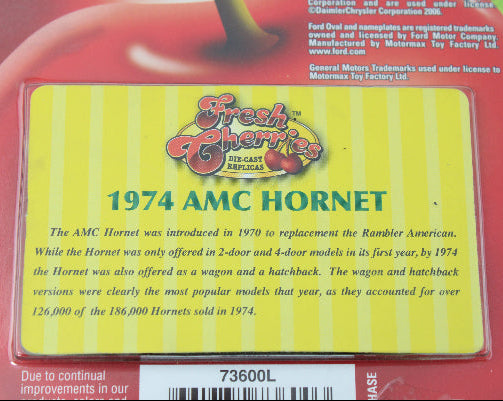 Corporation and are used under license
©DaimlerChrysler Corporation 2006.
Ford Oval and nameplates are registered trademarks
owned and licensed by Ford Motor Company.
Manufactured by Motormax Toy Factory Ltd.
General Motors Trademarks used under license to
Motormax Toy Factory Ltd.
Fresh
Cherries™
DIE-CAST
REPLICAS
1974 AMC HORNET
The AMC Hornet was introduced in 1970 to replacement the Rambler American.
While the Hornet was only offered in 2-door and 4-door models in its first year, by 1974
the Hornet was also offered as a wagon and a hatchback. The wagon and hatchback
versions were clearly the most popular models that year, as they accounted for over
126,000 of the 186,000 Hornets sold in 1974.
Due to continual
improvements in our
73600L